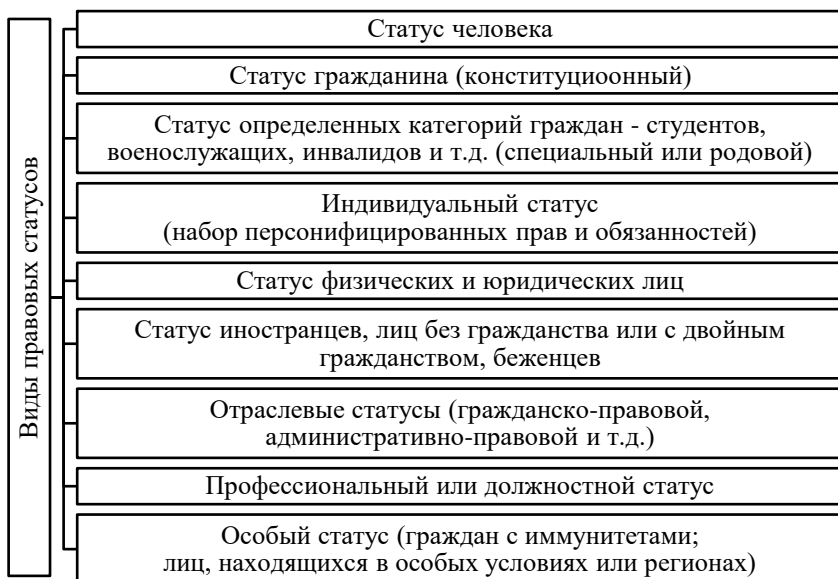 Виды правовых статусов
Статус человека
Статус гражданина (конституциоонный)
Статус определенных категорий граждан - студентов,
военослужащих, инвалидов и т.д. (специальный или родовой)
Индивидуальный статус
(набор персонифицированных прав и обязанностей)
Статус физических и юридических лиц
Статус иностранцев, лиц без гражданства или с двойным
гражданством, беженцев
Отраслевые статусы (гражданско-правовой,
административно-правовой и т.д.)
Профессиональный или должностной статус
Особый статус (граждан с иммунитетами;
лиц, находящихся в особых условиях или регионах)